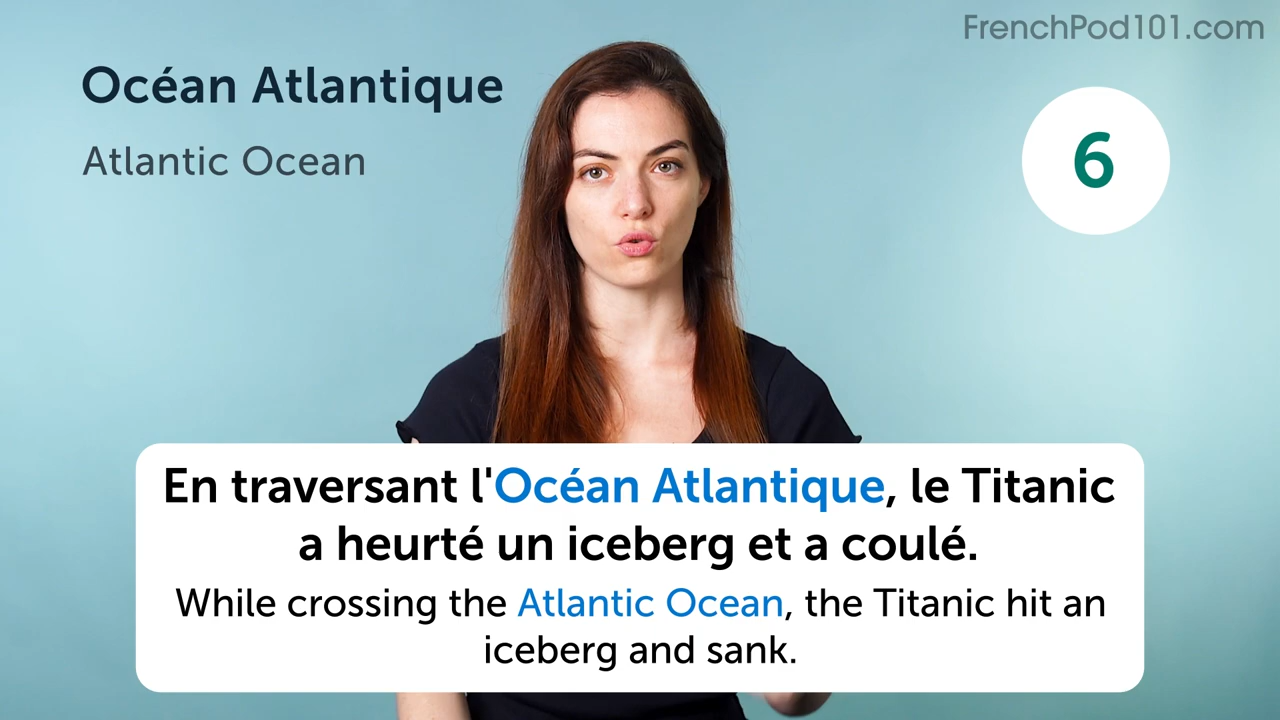 FrenchPod101.com
Océan Atlantique
Atlantic Ocean
6
En traversant l'Océan Atlantique, le Titanic
a heurté un iceberg et a coulé.
While crossing the Atlantic Ocean, the Titanic hit an
iceberg and sank.